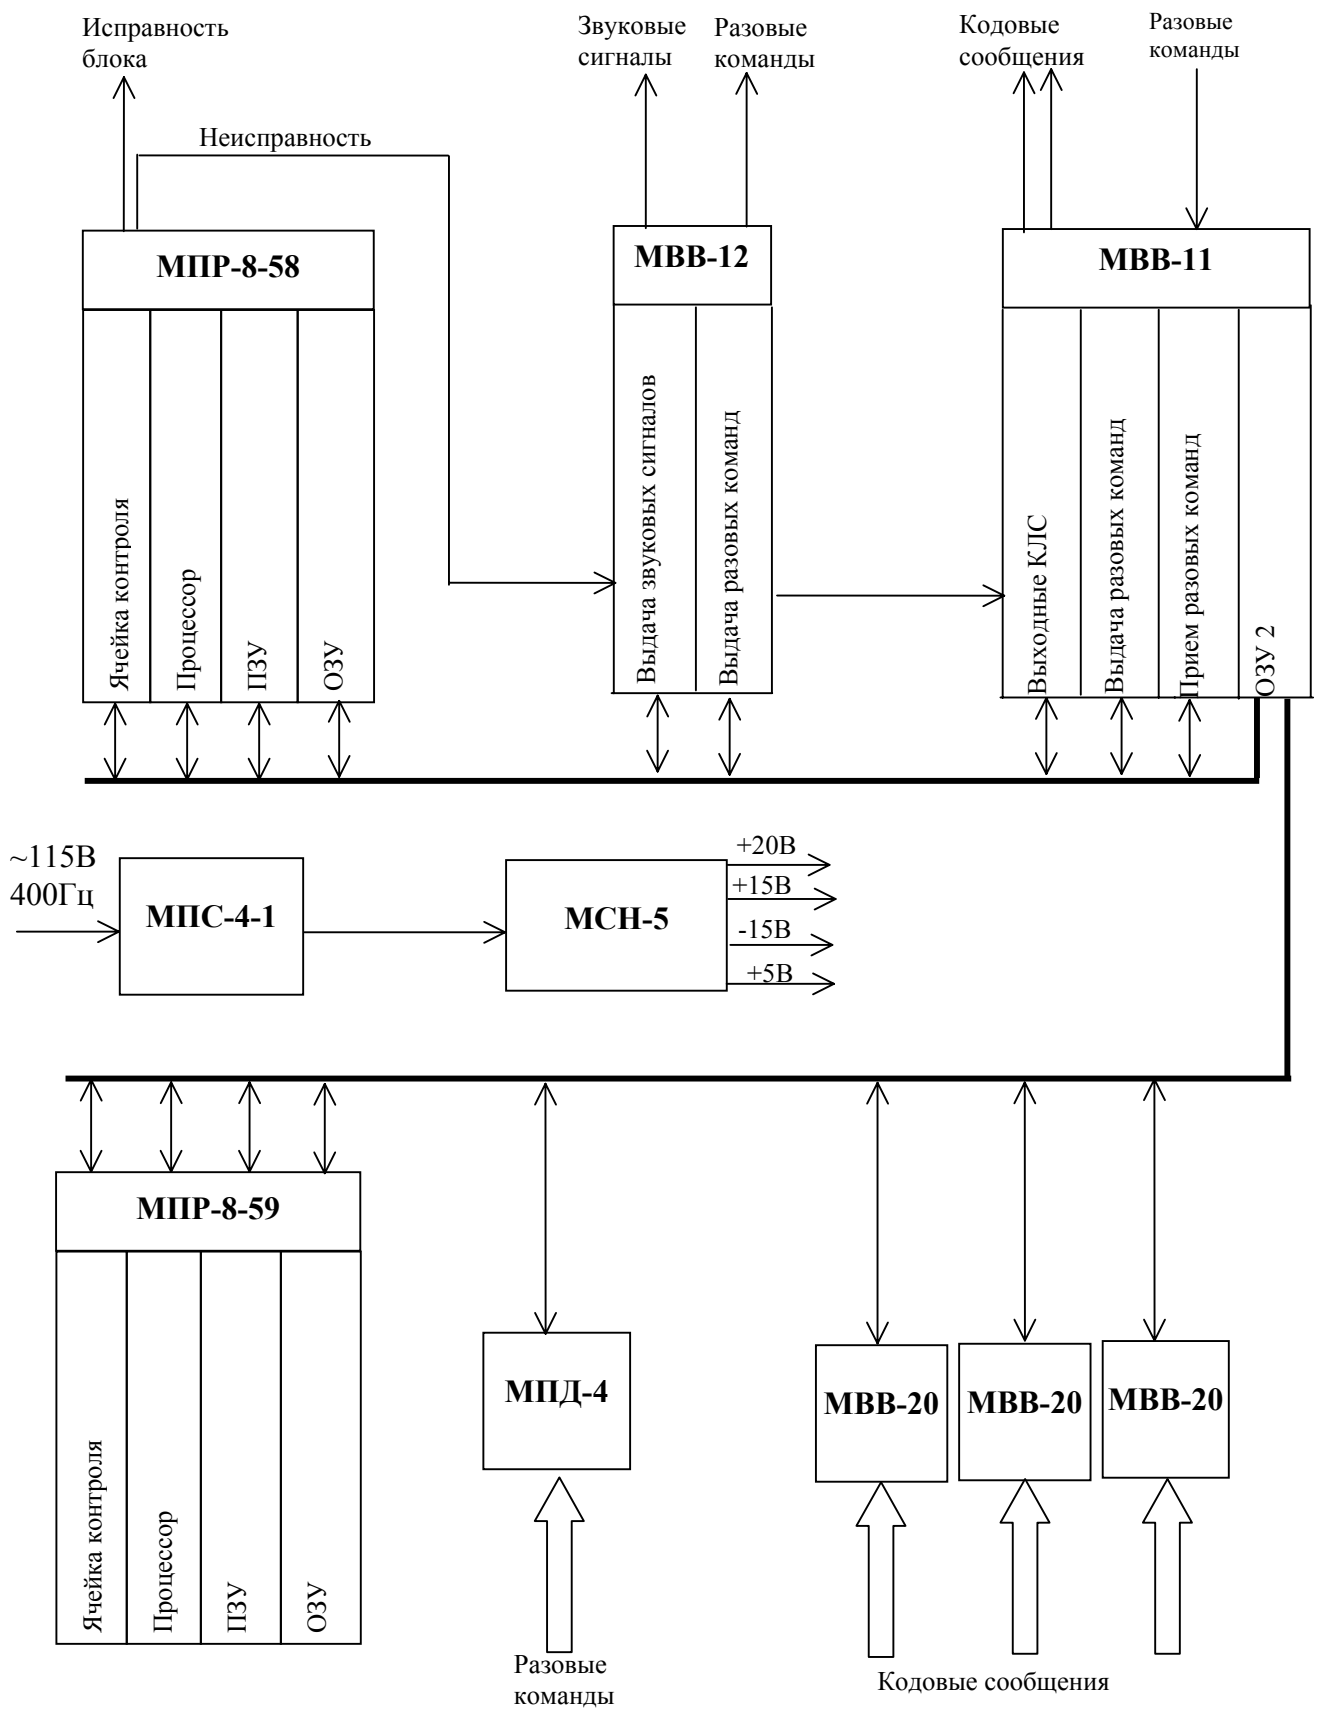 Исправность
блока
Звуковые
сигналы
Разовые
команды
Кодовые
сообщения
Разовые
команды
Неисправность
МПР-8-58
МВВ-12
МВВ-11
Ячейка контроля
Процессор
ПЗУ
ОЗУ
Выдача звуковых сигналов
Выдача разовых команд
Выходные КЛС
Выдача разовых команд
Прием разовых команд
ОЗУ 2
~115В
400Гц
МПС-4-1
МСН-5
+20В
+15В
-15В
+5В
МПР-8-59
Ячейка контроля
Процессор
ПЗУ
ОЗУ
МПД-4
МВВ-20
МВВ-20
МВВ-20
Разовые
команды
Кодовые сообщения